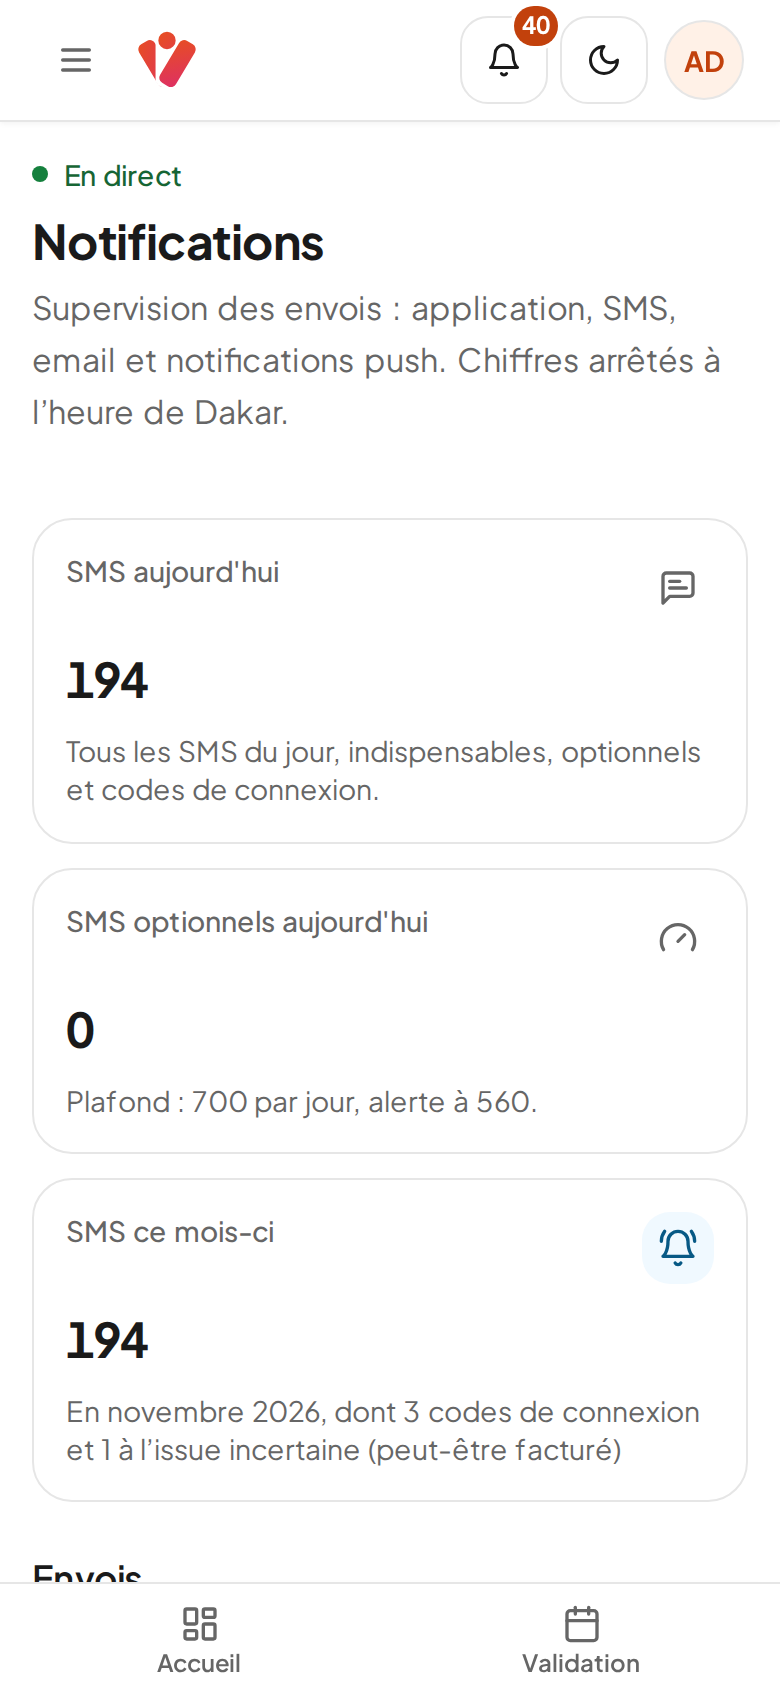 40
AD
En direct
Notifications
Supervision des envois : application, SMS,
email et notifications push. Chiffres arrêtés à
l’heure de Dakar.
SMS aujourd'hui
194
Tous les SMS du jour, indispensables, optionnels
et codes de connexion.
SMS optionnels aujourd'hui
0
Plafond : 700 par jour, alerte à 560.
SMS ce mois-ci
194
En novembre 2026, dont 3 codes de connexion
et 1 à l’issue incertaine (peut-être facturé)
Envois
Accueil
Validation